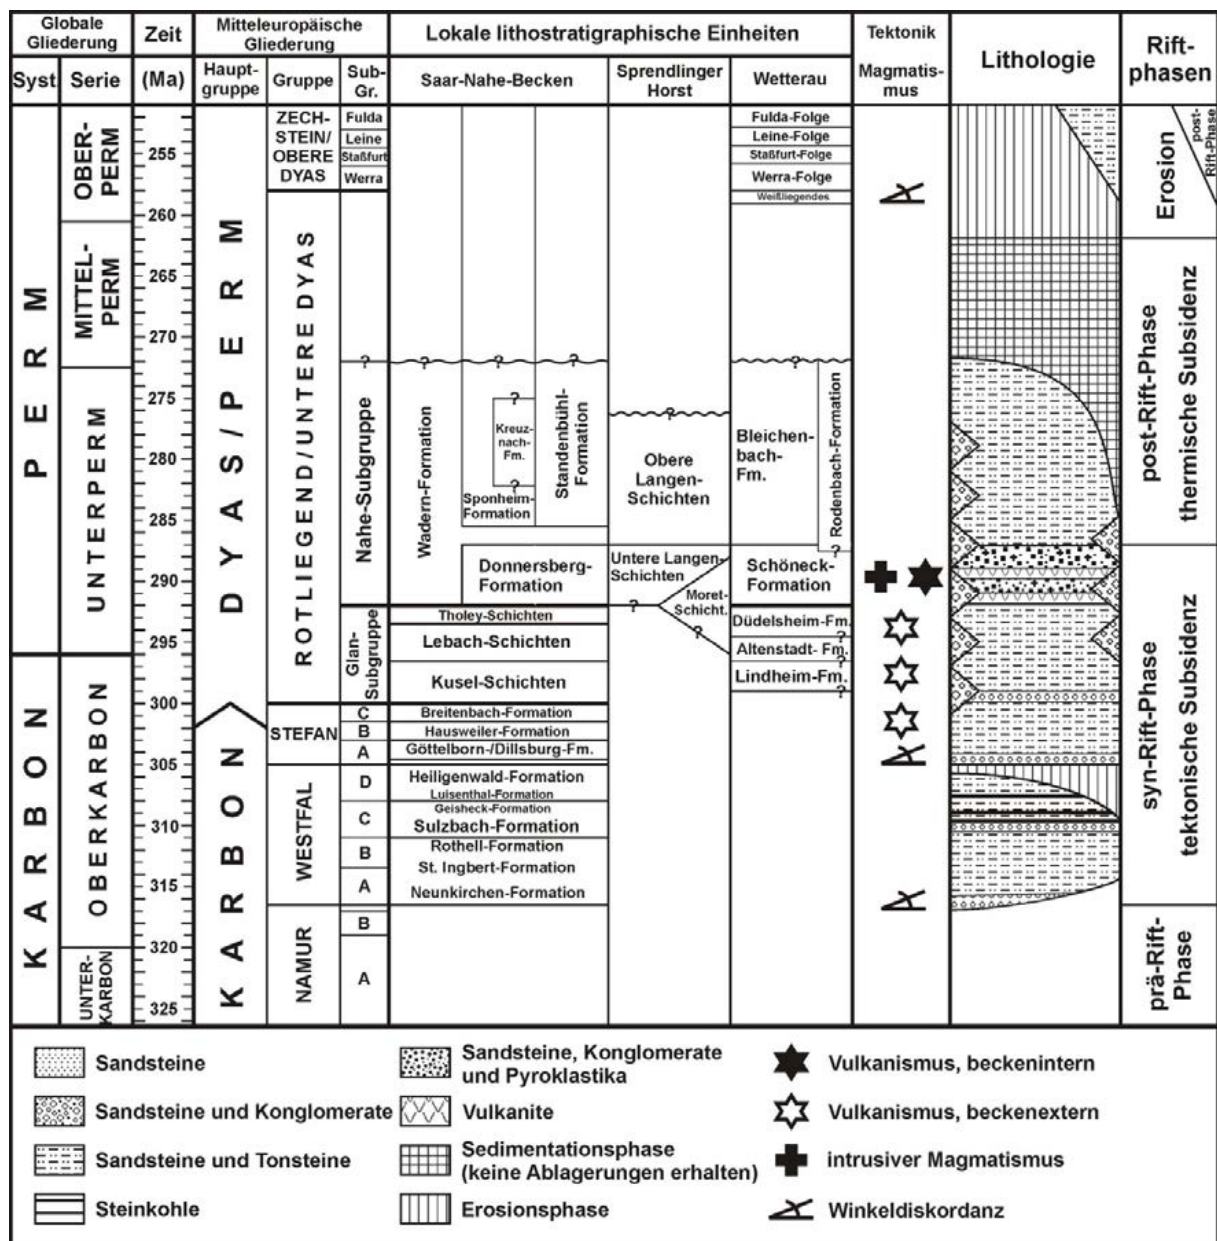 Globale
Gliederung
Zeit
Mitteleuropäische
Gliederung
Lokale lithostratigraphische Einheiten
Tektonik
Magmatis-
mus
Lithologie
Rift-
phasen
Syst.
Serie
(Ma)
Haupt-
gruppe
Gruppe
Sub-
Gr.
Saar-Nahe-Becken
Sprendlinger
Horst
Wetterau
PERM
KARBON
OBER-
PERM
MITTEL-
PERM
UNTERPERM
OBERKARBON
UNTER-
KARBON
255
260
265
270
275
280
285
290
295
300
305
310
315
320
325
DYAS/PERM
KARBON
ZECH-
STEIN/
OBERE
DYAS
ROTLIEGEND/UNTERE DYAS
STEFAN
WESTFAL
NAMUR
Fulda
Leine
Staßfurt
Werra
?
Nahe-Subgruppe
Glan-
Subgruppe
C
B
A
D
C
B
A
B
A
? ? ?
Wadern-Formation
?
Kreuz-
nach-
Fm.
?
Sponheim-
Formation
Standenbühl-
Formation
Donnersberg-
Formation
Tholey-Schichten
Lebach-Schichten
Kusel-Schichten
Breitenbach-Formation
Hausweiler-Formation
Göttelborn-/Dillsburg-Fm.
Heiligenwald-Formation
Luisenthal-Formation
Geisheck-Formation
Sulzbach-Formation
Rothell-Formation
St. Ingbert-Formation
Neunkirchen-Formation
?
Obere
Langen-
Schichten
Untere Langen-
Schichten
?
Moret-
Schicht.
?
Fulda-Folge
Leine-Folge
Staßfurt-Folge
Werra-Folge
Weißliegendes
?
Bleichen-
bach-
Fm.
Rodenbach-Formation
?
Schöneck-
Formation
Düdelsheim-Fm.
?
Altenstadt- Fm.
?
Lindheim-Fm.
?
Erosion
post-
Rift-Phase
post-Rift-Phase
thermische Subsidenz
syn-Rift-Phase
tektonische Subsidenz
prä-Rift-
Phase
Sandsteine
Sandsteine und Konglomerate
Sandsteine und Tonsteine
Steinkohle
Sandsteine, Konglomerate
und Pyroklastika
Vulkanite
Sedimentationsphase
(keine Ablagerungen erhalten)
Erosionsphase
Vulkanismus, beckenintern
Vulkanismus, beckenextern
intrusiver Magmatismus
Winkeldiskordanz